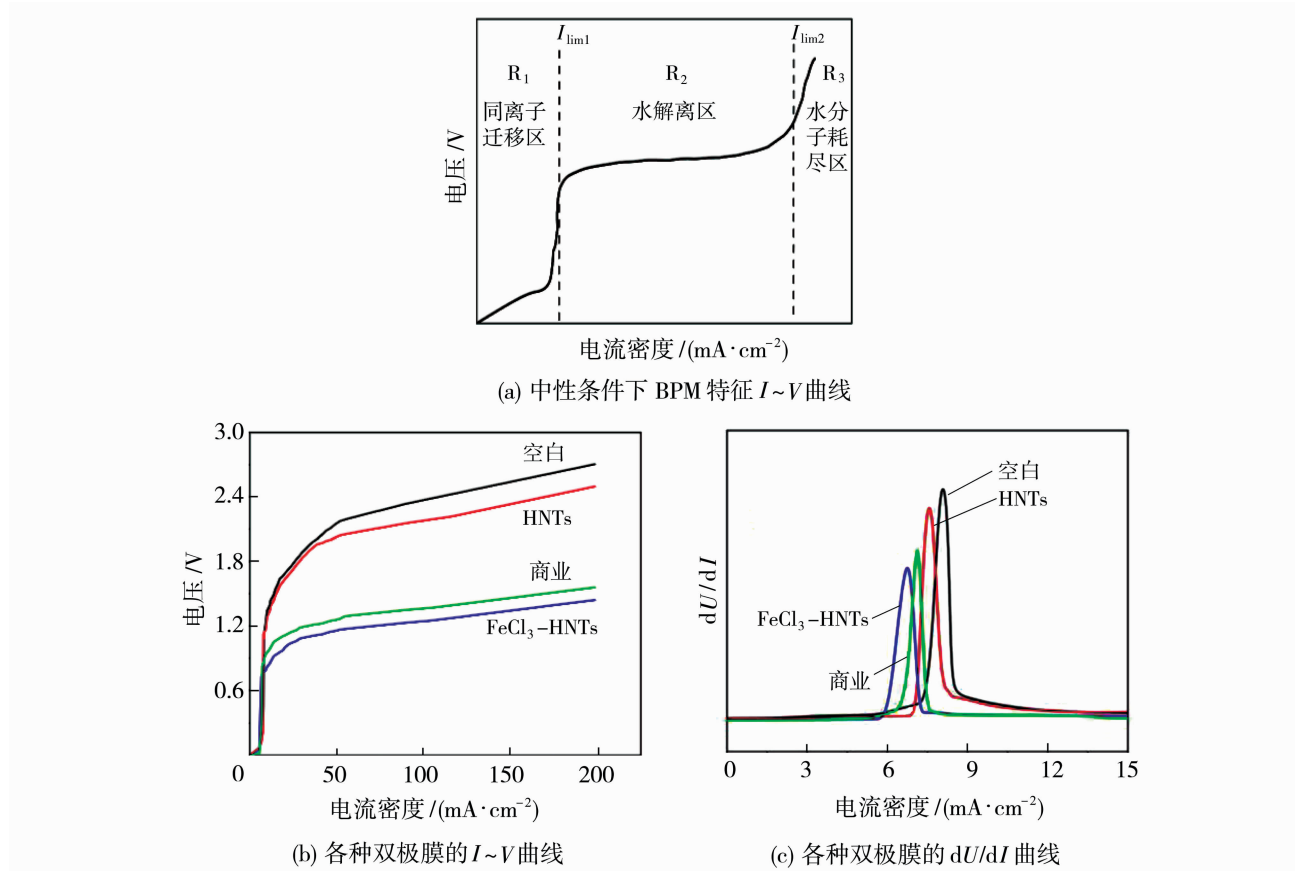 I lim1
I lim2
R1
R2
R3
同离子
迁移区
水解离区
水分
子耗
尽区
电压/V
电流密度/(mA·cm⁻²)
(a) 中性条件下 BPM 特征 I~V 曲线
3.0
2.4
1.8
1.2
0.6
0
50
100
150
200
空白
HNTs
商业
FeCl₃-HNTs
电压/V
电流密度/(mA·cm⁻²)
(b) 各种双极膜的 I~V 曲线
空白
HNTs
FeCl₃-HNTs
商业
dU/dI
0
3
6
9
12
15
电流密度/(mA·cm⁻²)
(c) 各种双极膜的 dU/dI 曲线